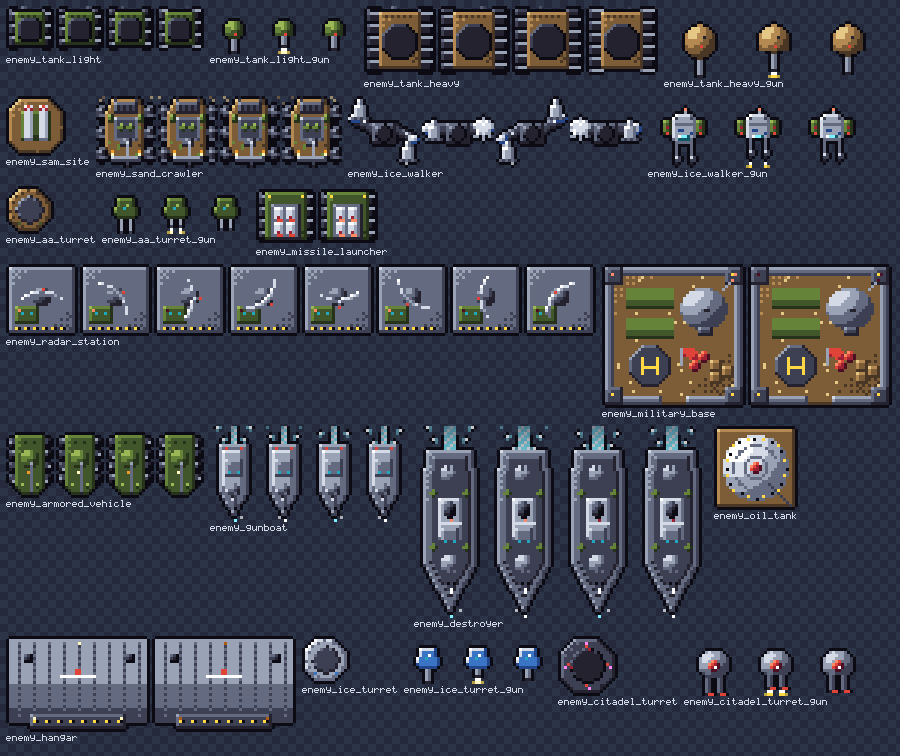 enemy_tank_light
enemy_tank_light_gun
enemy_tank_heavy
enemy_tank_heavy_gun
enemy_sam_site
enemy_sand_crawler
enemy_ice_walker
enemy_ice_walker_gun
enemy_aa_turret
enemy_aa_turret_gun
enemy_missile_launcher
enemy_radar_station
H
H
enemy_military_base
enemy_armored_vehicle
enemy_gunboat
enemy_destroyer
enemy_oil_tank
enemy_hangar
enemy_ice_turret
enemy_ice_turret_gun
enemy_citadel_turret
enemy_citadel_turret_gun